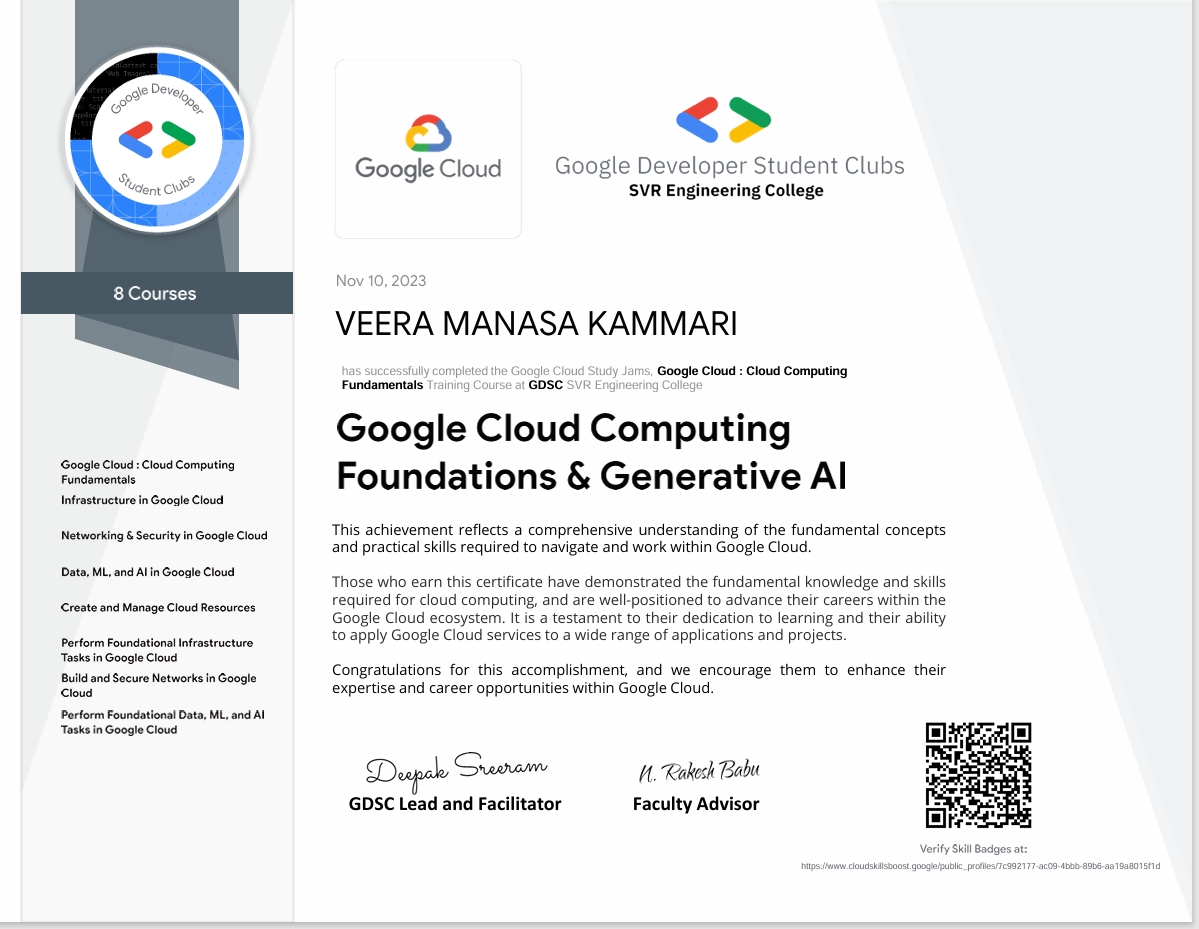 Google Developer
Student Clubs
8 Courses
Google Cloud : Cloud Computing
Fundamentals
Infrastructure in Google Cloud
Networking & Security in Google Cloud
Data, ML, and AI in Google Cloud
Create and Manage Cloud Resources
Perform Foundational Infrastructure
Tasks in Google Cloud
Build and Secure Networks in Google
Cloud
Perform Foundational Data, ML, and AI
Tasks in Google Cloud
Google Cloud
Google Developer Student Clubs
SVR Engineering College
Nov 10, 2023
VEERA MANASA KAMMARI
has successfully completed the Google Cloud Study Jams, Google Cloud : Cloud Computing
Fundamentals Training Course at GDSC SVR Engineering College
Google Cloud Computing
Foundations & Generative AI
This achievement reflects a comprehensive understanding of the fundamental concepts
and practical skills required to navigate and work within Google Cloud.
Those who earn this certificate have demonstrated the fundamental knowledge and skills
required for cloud computing, and are well-positioned to advance their careers within the
Google Cloud ecosystem. It is a testament to their dedication to learning and their ability
to apply Google Cloud services to a wide range of applications and projects.
Congratulations for this accomplishment, and we encourage them to enhance their
expertise and career opportunities within Google Cloud.
Deepak Sreeram
GDSC Lead and Facilitator
N. Rakesh Babu
Faculty Advisor
Verify Skill Badges at:
https://www.cloudskillsboost.google/public_profiles/7c992177-ac09-4bbb-89b6-aa19a8015f1d